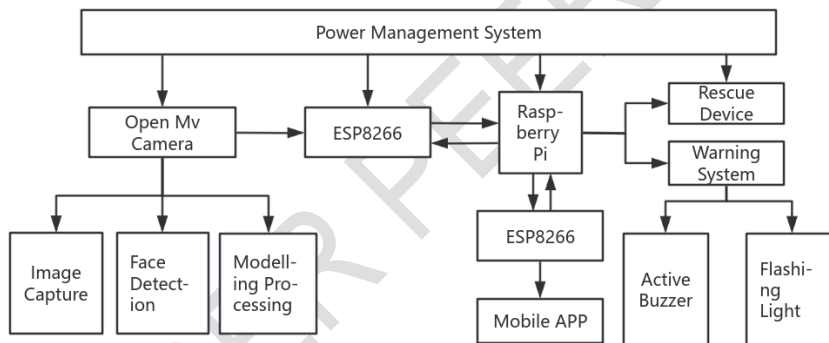 Power Management System
Open Mv
Camera
ESP8266
Rasp-
berry
Pi
Rescue
Device
Warning
System
ESP8266
Image
Capture
Face
Detect-
ion
Modell-
ing Pro-
cessing
Active
Buzzer
Flashi-
ng
Light
Mobile APP
PEER